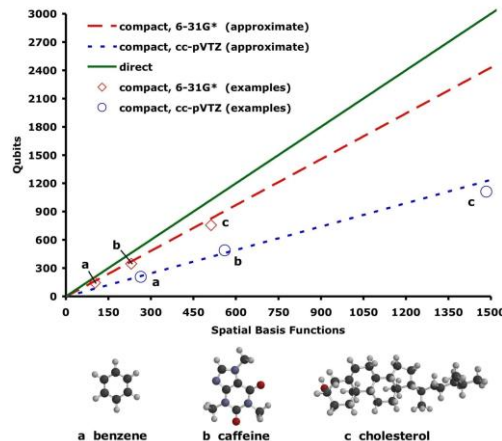 3000
2700
2400
2100
1800
1500
1200
900
600
300
0
Qubits
compact, 6-31G* (approximate)
compact, cc-pVTZ (approximate)
direct
compact, 6-31G* (examples)
compact, cc-pVTZ (examples)
a
b
c
a
b
c
0 150 300 450 600 750 900 1050 1200 1350 1500
Spatial Basis Functions
a benzene b caffeine c cholesterol